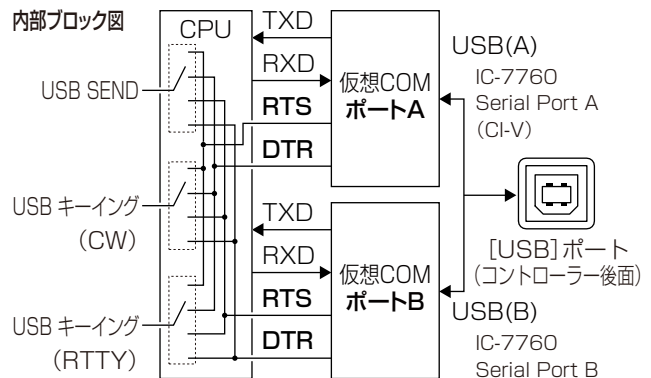 内部ブロック図
CPU
USB SEND
USB キーイング
（CW）
USB キーイング
（RTTY）
TXD
RXD
RTS
DTR
仮想COM
ポートA
TXD
RXD
RTS
DTR
仮想COM
ポートB
USB(A)
IC-7760
Serial Port A
(CI-V)
[USB]ポート
（コントローラー後面）
USB(B)
IC-7760
Serial Port B